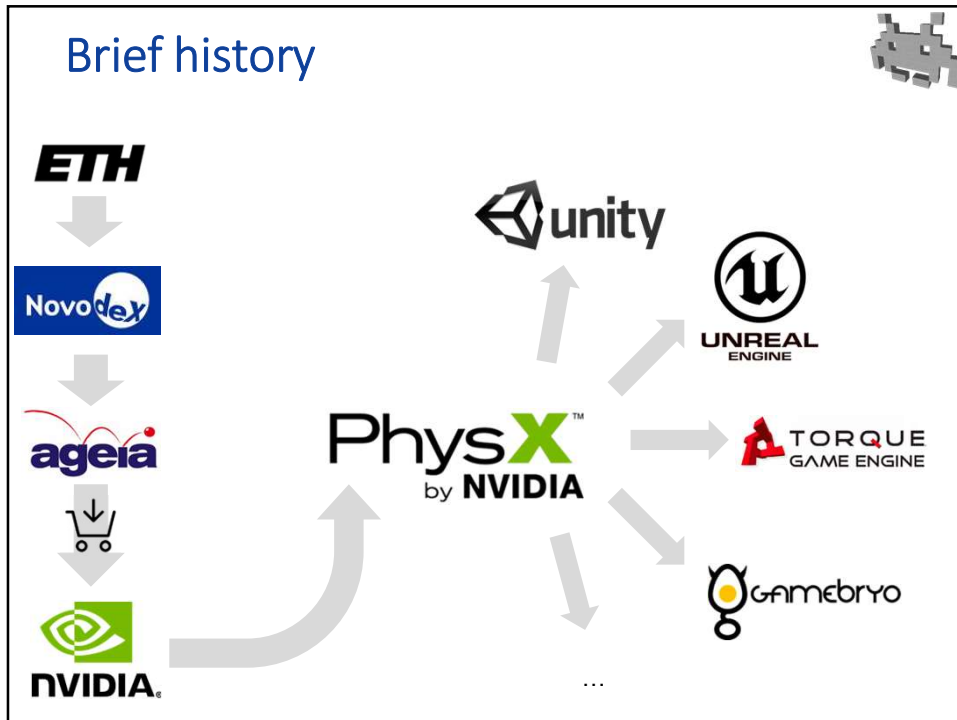 Brief history
ETH
NovodeX
ageia
nVIDIA®
PhysX™
by NVIDIA
unity
UNREAL
ENGINE
TORQUE
GAME ENGINE
GAMEBRYO
...